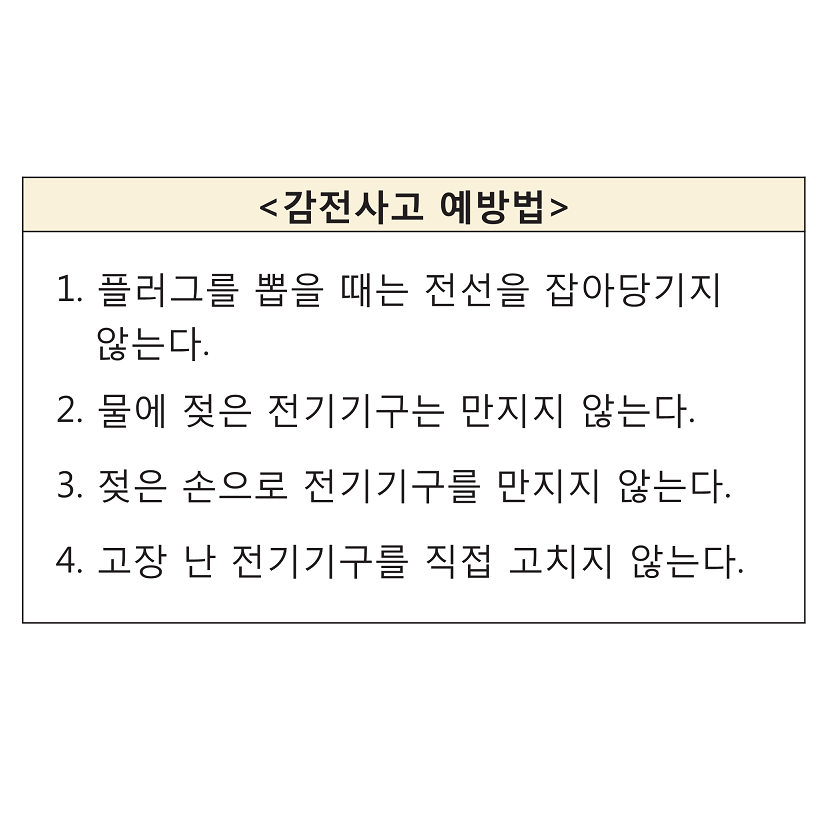 <감전사고 예방법>
1. 플러그를 뽑을 때는 전선을 잡아당기지
않는다.
2. 물에 젖은 전기기구는 만지지 않는다.
3. 젖은 손으로 전기기구를 만지지 않는다.
4. 고장 난 전기기구를 직접 고치지 않는다.